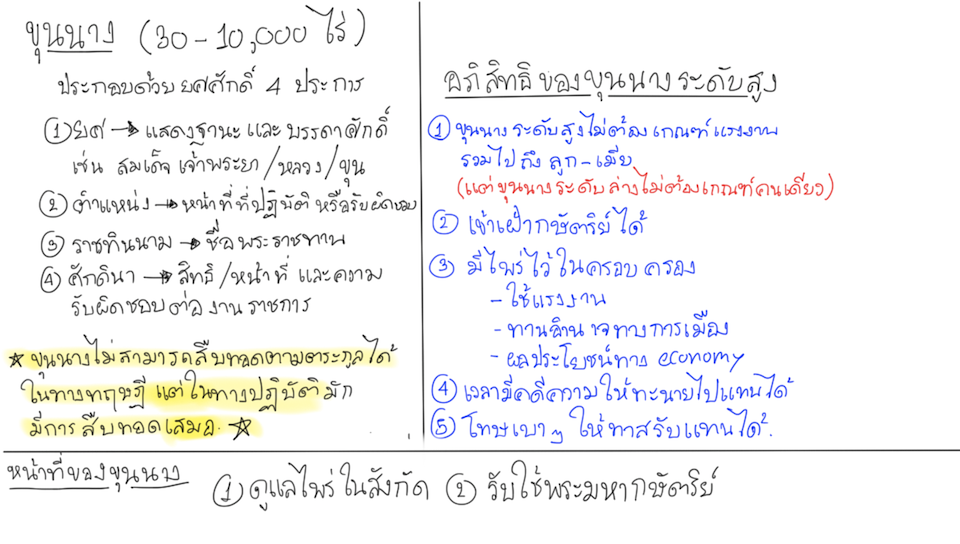 ขุนนาง (30-10,000 ไร่)
ประกอบด้วย ยศศักดิ์ 4 ประการ
① ยศ → แสดงฐานะ และ บรรดาศักดิ์
เช่น สมเด็จ เจ้าพระยา /หลวง/ขุน
② ตำแหน่ง → หน้าที่ที่ปฏิบัติ หรือรับผิดชอบ
③ ราชทินนาม → ชื่อพระราชทาน
④ ศักดินา → สิทธิ/หน้าที่ และความ
รับผิดชอบต่องานราชการ
☆ ขุนนางไม่สามารถสืบทอดตามตระกูลได้
ในทางทฤษฎี แต่ในทางปฏิบัติมัก
มีการสืบทอดเสมอ. ☆
อภิสิทธิของขุนนางระดับสูง
① ขุนนางระดับสูงไม่ต้องเกณฑ์แรงงาน
รวมไปถึง ลูก-เมีย
(แต่ขุนนางระดับล่างไม่ต้องเกณฑ์คนเดียว)
② เข้าเฝ้ากษัตริย์ได้
③ มีไพร่ไว้ในครอบครอง
- ใช้แรงงาน
- ทานอำนาจทางการเมือง
- ผลประโยชน์ทาง economy
④ เวลามีคดีความให้ทะนายไปแทนได้
⑤ โทษเบาๆ ให้ทาสรับแทนได้.
หน้าที่ของขุนนาง
① ดูแลไพร่ในสังกัด ② รับใช้พระมหากษัตริย์